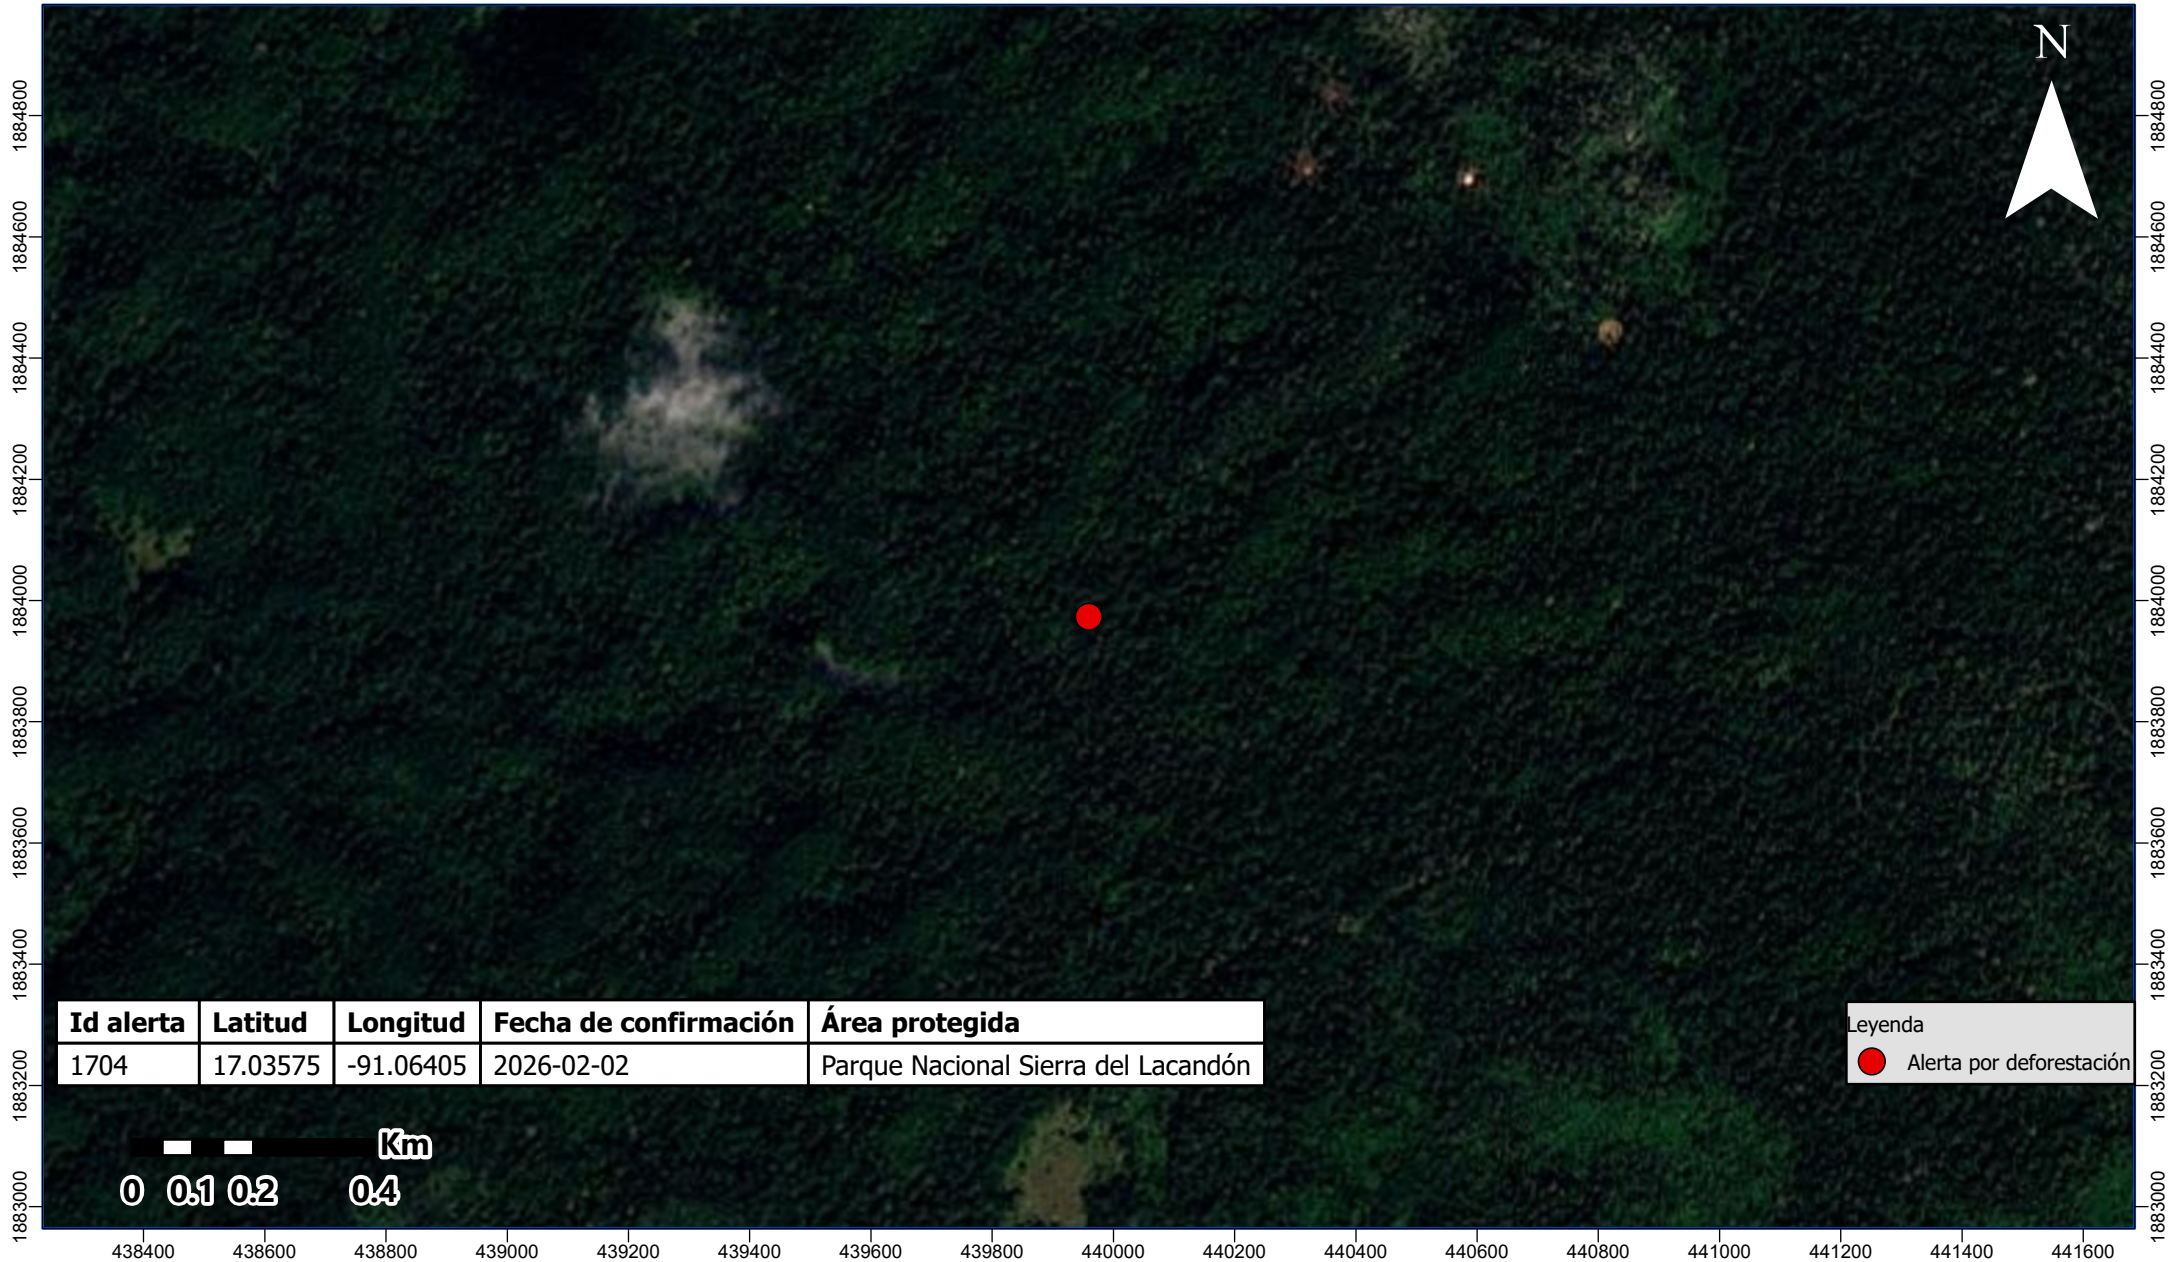 N
1884800
1884600
1884400
1884200
1884000
1883800
1883600
1883400
1883200
1883000
1884800
1884600
1884400
1884200
1884000
1883800
1883600
1883400
1883200
1883000
Id alerta Latitud Longitud Fecha de confirmación Área protegida
1704 17.03575 -91.06405 2026-02-02 Parque Nacional Sierra del Lacandón
Leyenda
Alerta por deforestación
Km
0 0.1 0.2 0.4
438400 438600 438800 439000 439200 439400 439600 439800 440000 440200 440400 440600 440800 441000 441200 441400 441600